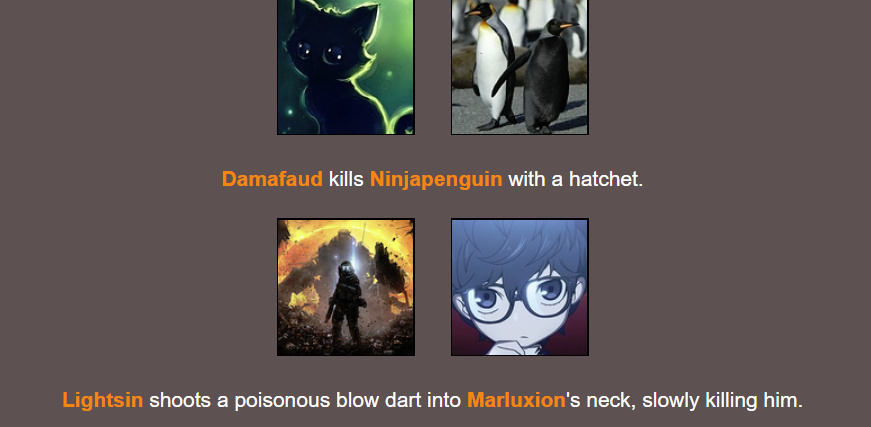 Damafaud kills Ninjapenguin with a hatchet.
Lightsin shoots a poisonous blow dart into Marluxion's neck, slowly killing him.